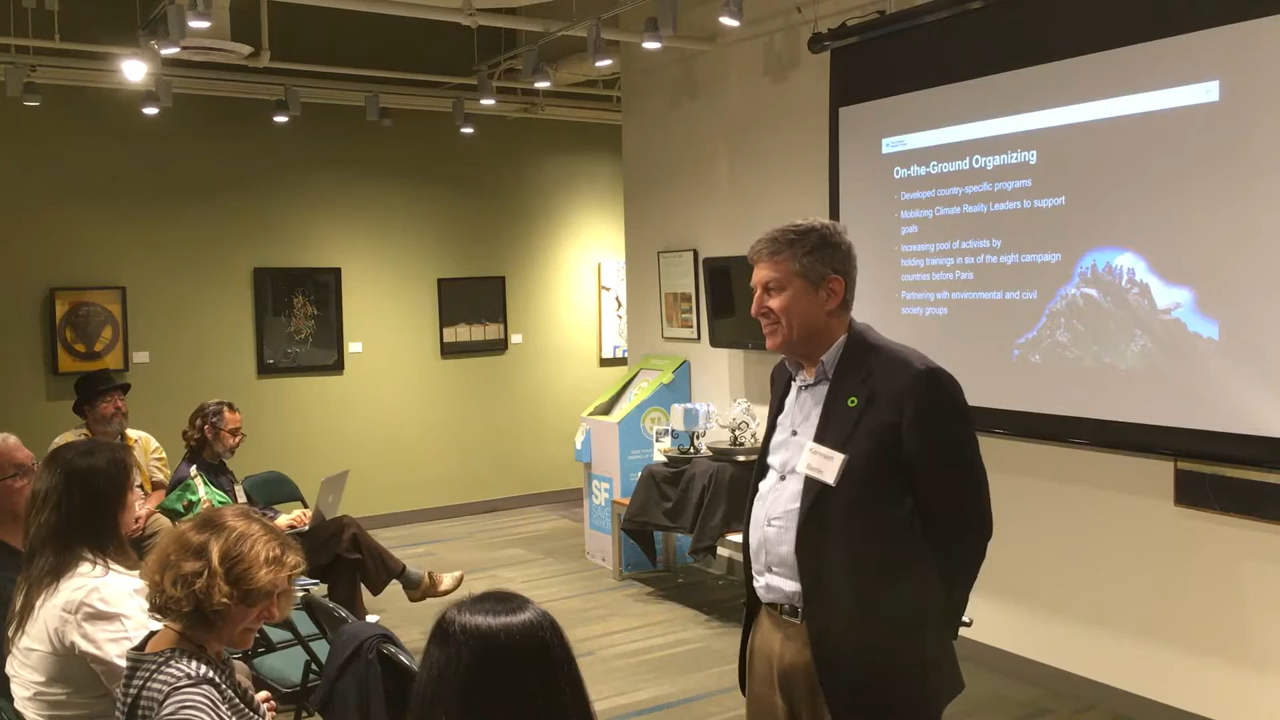 On-the-Ground Organizing
Developed country-specific programs
Mobilizing Climate Reality Leaders to support
goals
Increasing pool of activists by
holding trainings in six of the eight campaign
countries before Paris
Partnering with environmental and civil
society groups
Kenneth
Berlin
SF
SAVE